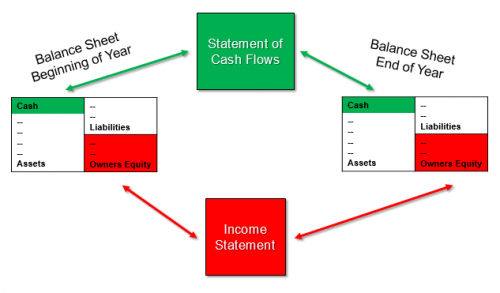 Statement of
Cash Flows
Balance Sheet
Beginning of Year
Balance Sheet
End of Year
Cash
--
--
--
--
Assets
--
--
Liabilities
--
--
Owners Equity
Cash
--
--
--
--
Assets
--
--
Liabilities
--
--
Owners Equity
Income
Statement